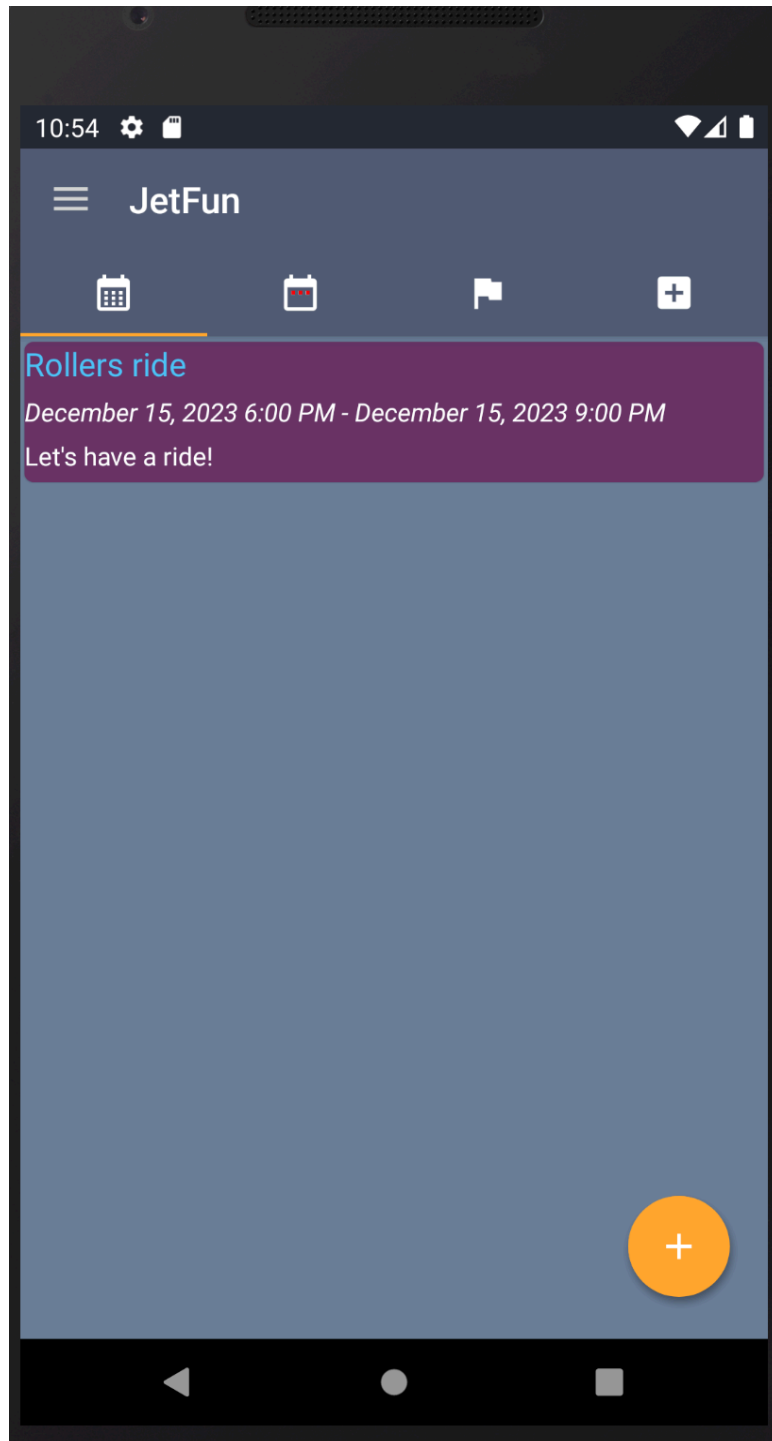 10:54
JetFun
Rollers ride
December 15, 2023 6:00 PM - December 15, 2023 9:00 PM
Let's have a ride!